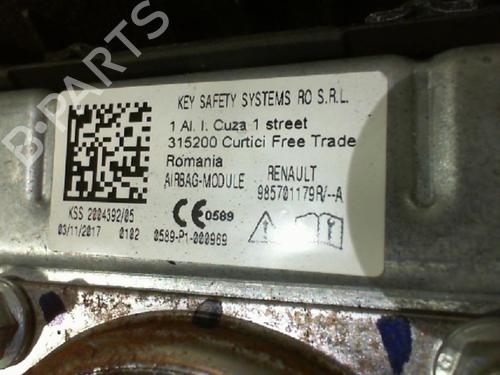 B-PARTS
KEY SAFETY SYSTEMS RO S.R.L.
1 Al. I. Cuza 1 street
315200 Curtici Free Trade
Romania
AIRBAG-MODULE RENAULT
985701179R/--A
KSS 2004392/05
03/11/2017 0102
CE 0589
0589-P1-000969